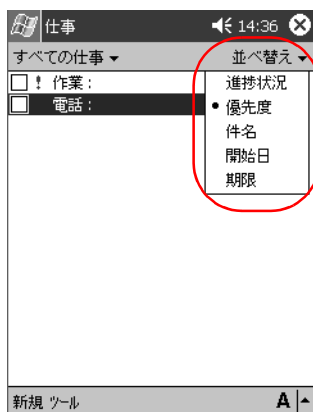 仕事 14:36
すべての仕事 並べ替え
! 作業:
電話:
進捗状況
優先度
件名
開始日
期限
新規 ツール A